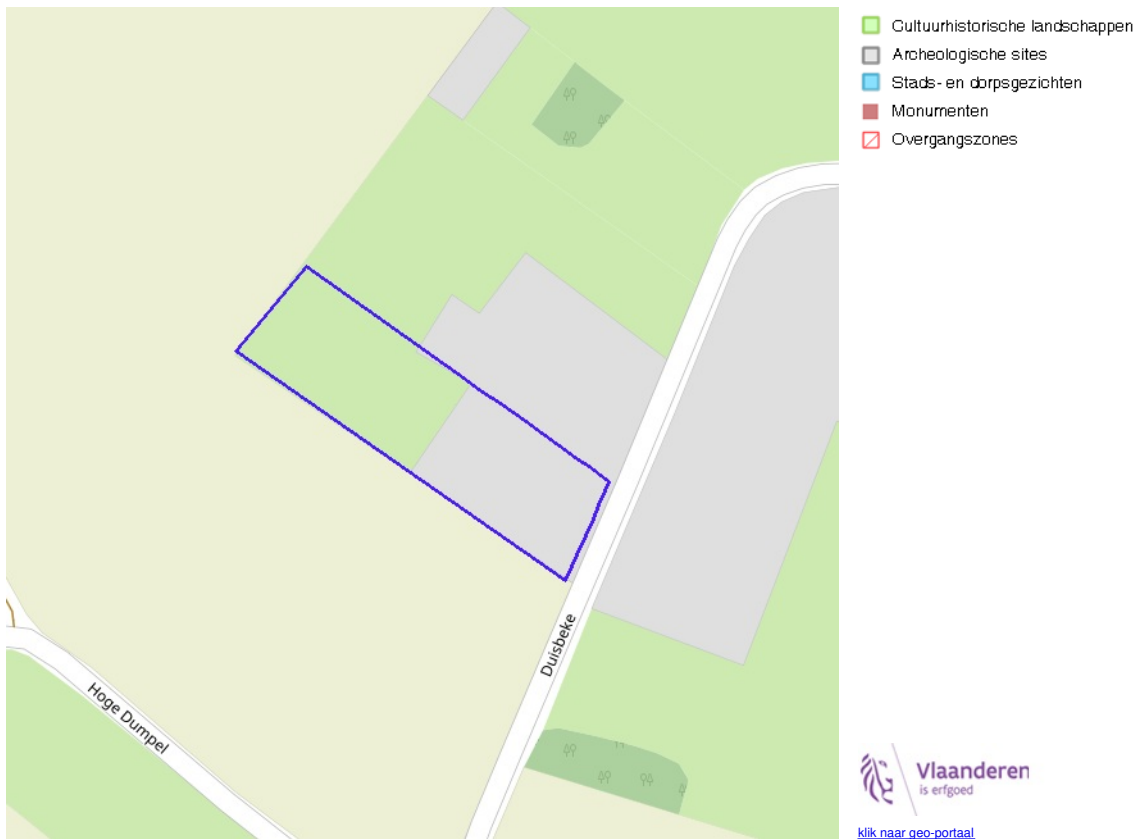 Cultuurhistorische landschappen
Archeologische sites
Stads- en dorpsgezichten
Monumenten
Overgangszones
Duisbeke
Hoge Dumpel
Vlaanderen
is erfgoed
klik naar geo-portaal